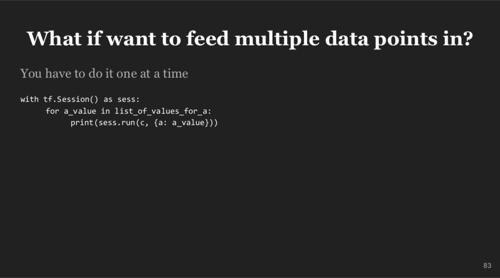 What if want to feed multiple data points in?
You have to do it one at a time
with tf.Session() as sess:
for a_value in list_of_values_for_a:
print(sess.run(c, {a: a_value}))
83